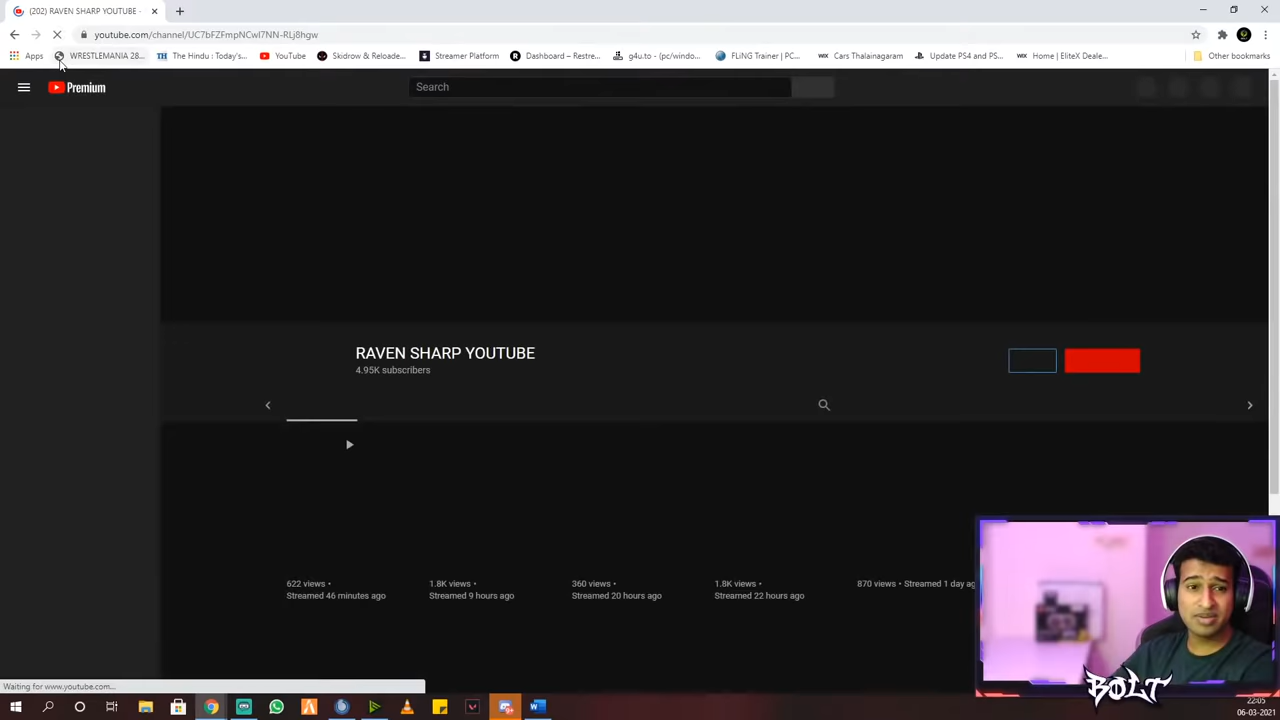 (202) RAVEN SHARP YOUTUBE -
youtube.com/channel/UC7bFZFmpNCwI7NN-RLj8hgw
Apps
WRESTLEMANIA 28...
The Hindu : Today's...
YouTube
Skidrow & Reloade...
Streamer Platform
Dashboard – Restre...
g4u.to - (pc/windo...
FLiNG Trainer | PC...
Cars Thalainagaram
Update PS4 and PS...
Home | EliteX Deale...
Other bookmarks
Premium
Search
RAVEN SHARP YOUTUBE
4.95K subscribers
622 views •
Streamed 46 minutes ago
1.8K views •
Streamed 9 hours ago
360 views •
Streamed 20 hours ago
1.8K views •
Streamed 22 hours ago
870 views • Streamed 1 day ag
BOLT
Waiting for www.youtube.com...
22:05
06-03-2021